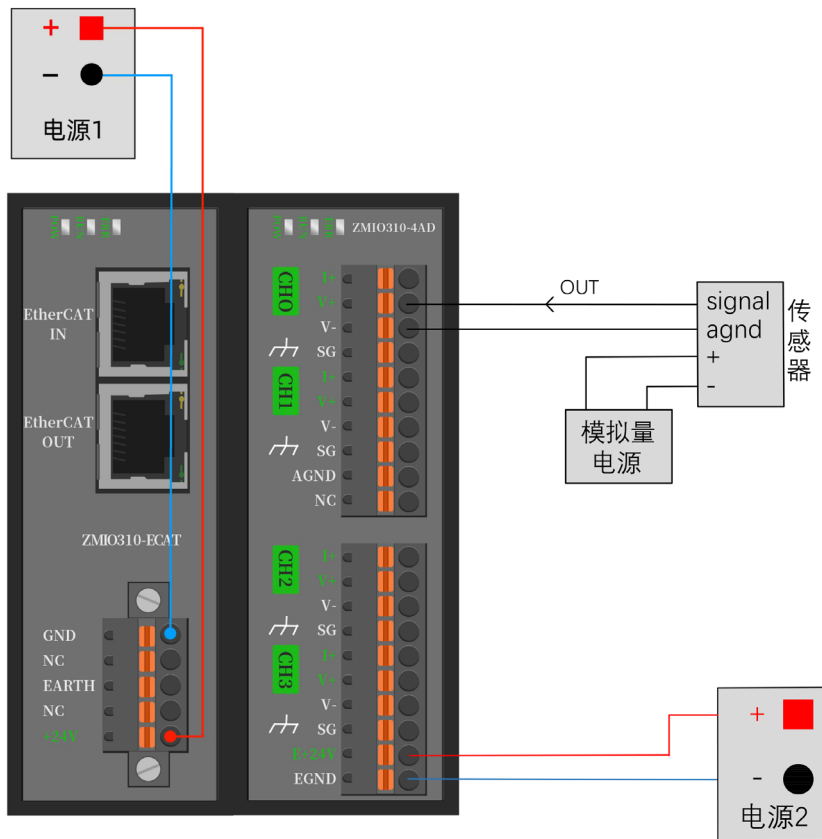 +
-
电源1
ZMIO310-4AD
EtherCAT
IN
EtherCAT
OUT
ZMIO310-ECAT
GND
NC
EARTH
NC
+24V
CH0
I+
V+
V-
SG
CH1
I+
V+
V-
SG
AGND
NC
CH2
I+
V+
V-
SG
CH3
I+
V+
V-
SG
E+24V
EGND
OUT
signal
agnd
+
-
传感器
模拟量
电源
+
-
电源2